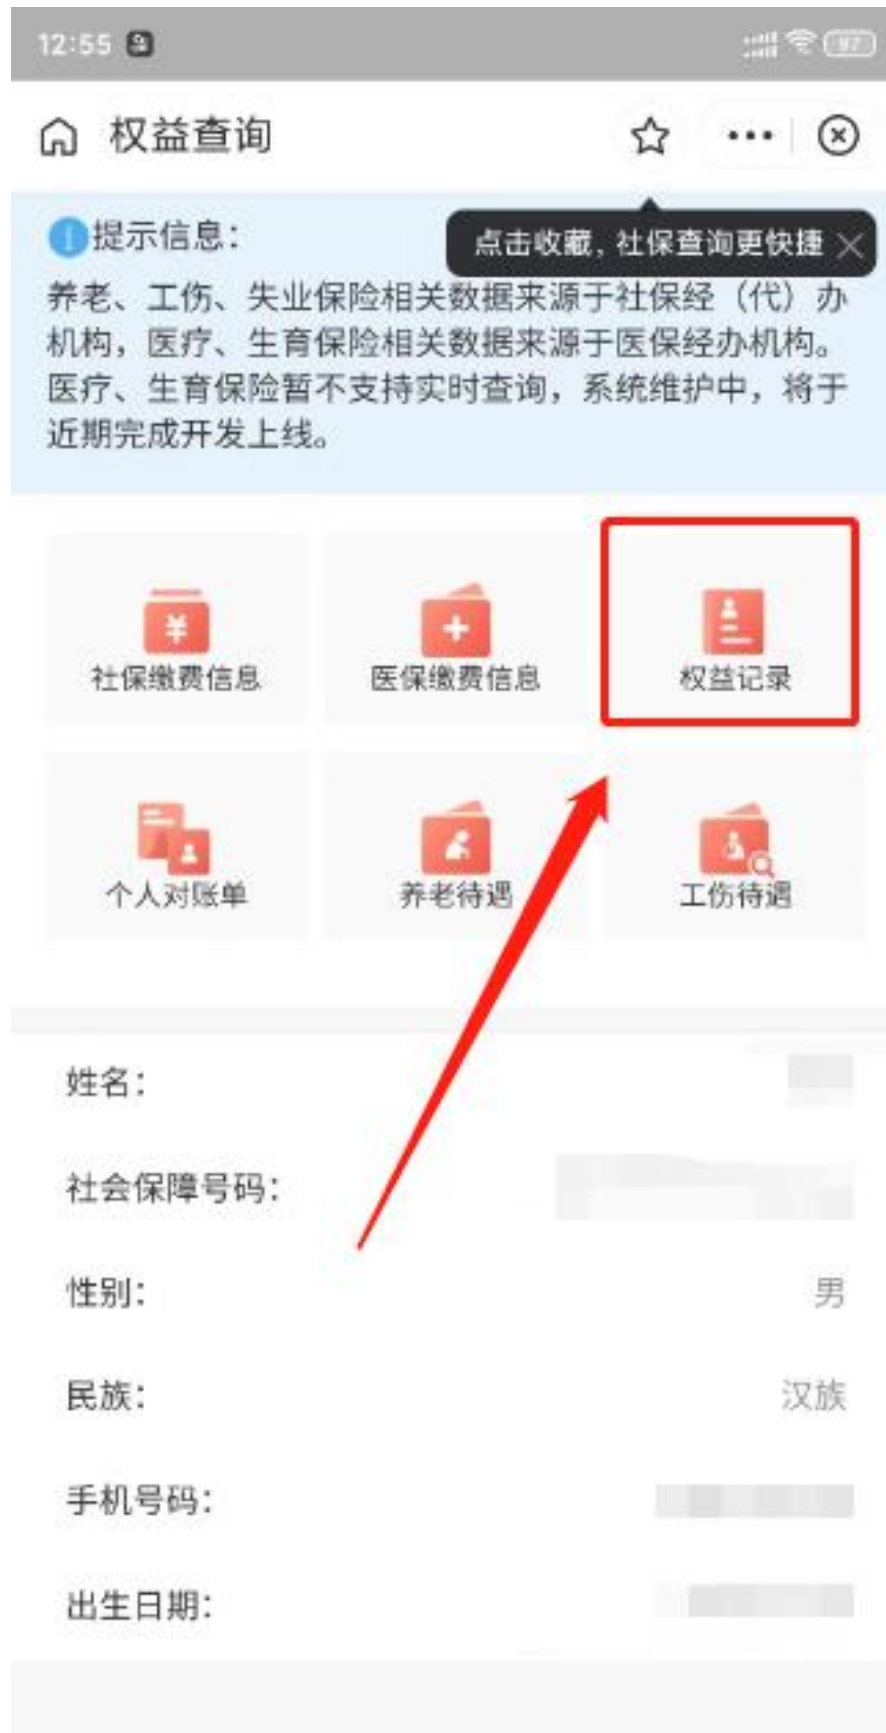 12:55
97
权益查询
提示信息：
点击收藏，社保查询更快捷
养老、工伤、失业保险相关数据来源于社保经（代）办
机构，医疗、生育保险相关数据来源于医保经办机构。
医疗、生育保险暂不支持实时查询，系统维护中，将于
近期完成开发上线。
社保缴费信息
医保缴费信息
权益记录
个人对账单
养老待遇
工伤待遇
姓名：
社会保障号码：
性别：
男
民族：
汉族
手机号码：
出生日期：